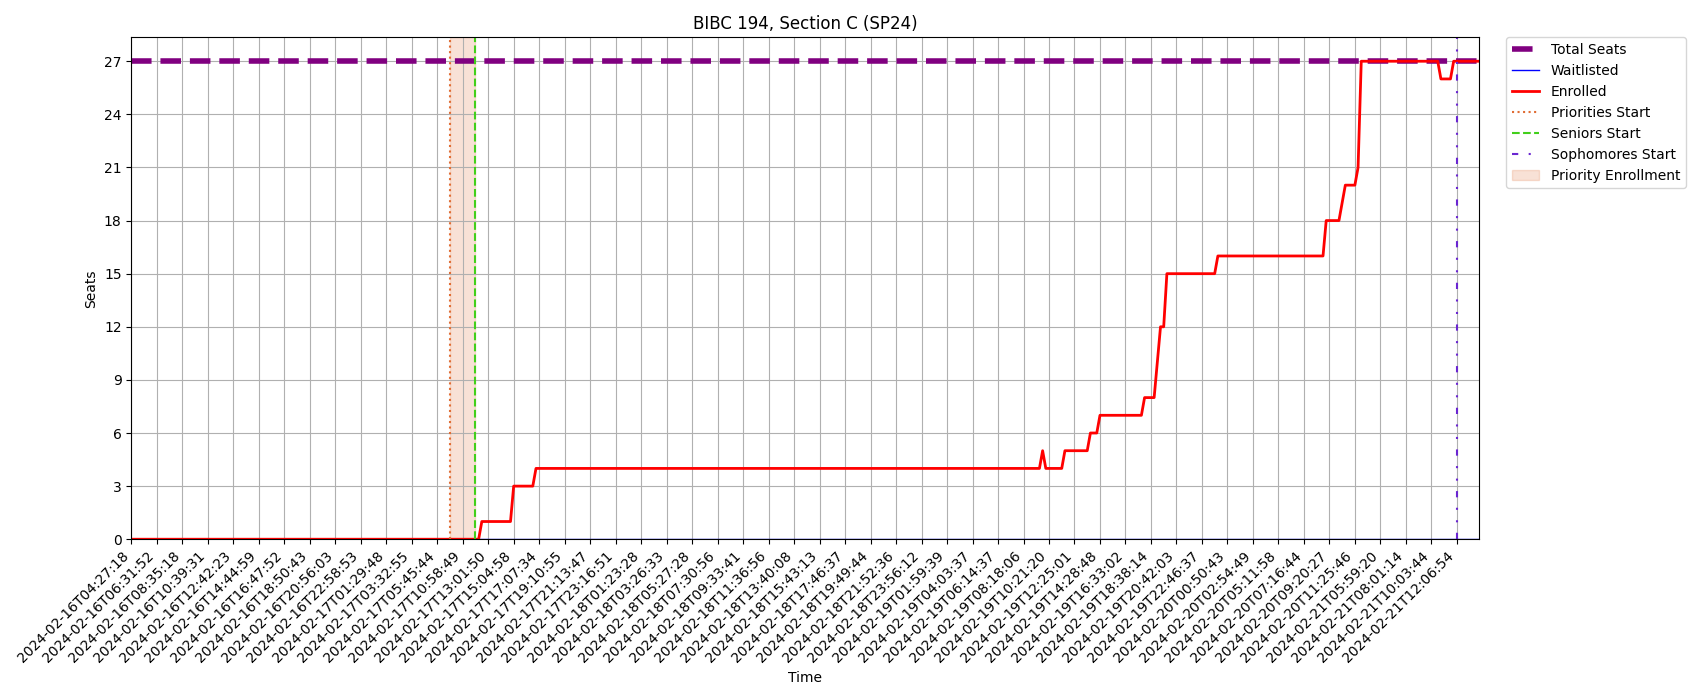 BIBC 194, Section C (SP24)
Total Seats
Waitlisted
Enrolled
Priorities Start
Seniors Start
Sophomores Start
Priority Enrollment
Seats
27
24
21
18
15
12
9
6
3
0
2024-02-16T04:27:18
2024-02-16T06:31:52
2024-02-16T08:35:18
2024-02-16T10:39:31
2024-02-16T12:42:23
2024-02-16T14:44:59
2024-02-16T16:47:52
2024-02-16T18:50:43
2024-02-16T20:56:03
2024-02-16T22:58:53
2024-02-17T01:29:48
2024-02-17T03:32:55
2024-02-17T05:45:44
2024-02-17T10:58:49
2024-02-17T13:01:50
2024-02-17T15:04:58
2024-02-17T17:07:34
2024-02-17T19:10:55
2024-02-17T21:13:47
2024-02-17T23:16:51
2024-02-18T01:23:28
2024-02-18T03:26:33
2024-02-18T05:27:28
2024-02-18T07:30:56
2024-02-18T09:33:41
2024-02-18T11:36:56
2024-02-18T13:40:08
2024-02-18T15:43:13
2024-02-18T17:46:37
2024-02-18T19:49:44
2024-02-18T21:52:36
2024-02-18T23:56:12
2024-02-19T01:59:39
2024-02-19T04:03:37
2024-02-19T06:14:37
2024-02-19T08:18:06
2024-02-19T10:21:20
2024-02-19T12:25:01
2024-02-19T14:28:48
2024-02-19T16:33:02
2024-02-19T18:38:14
2024-02-19T20:42:03
2024-02-19T22:46:37
2024-02-20T00:50:43
2024-02-20T02:54:49
2024-02-20T05:11:58
2024-02-20T07:16:44
2024-02-20T09:20:27
2024-02-20T11:25:46
2024-02-21T05:59:20
2024-02-21T08:01:14
2024-02-21T10:03:44
2024-02-21T12:06:54
Time